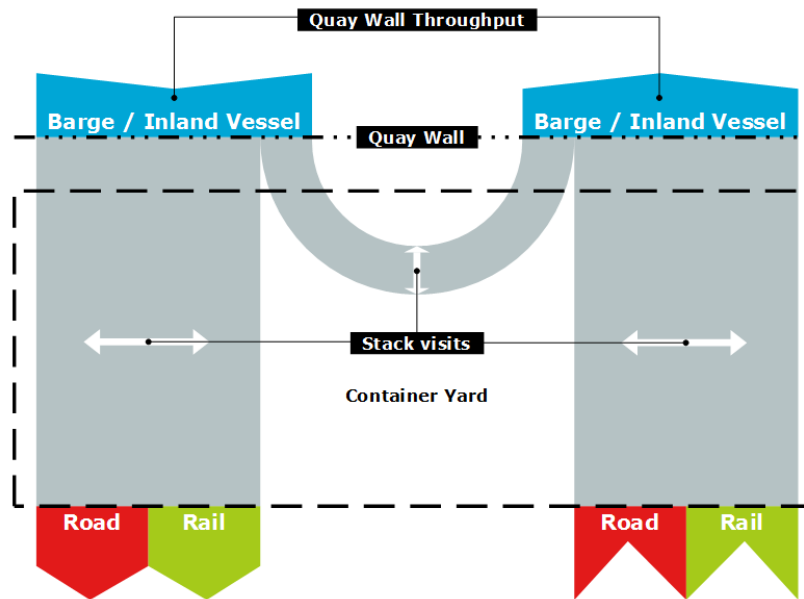 Quay Wall Throughput
Barge / Inland Vessel
Barge / Inland Vessel
Quay Wall
Stack visits
Container Yard
Road
Rail
Road
Rail